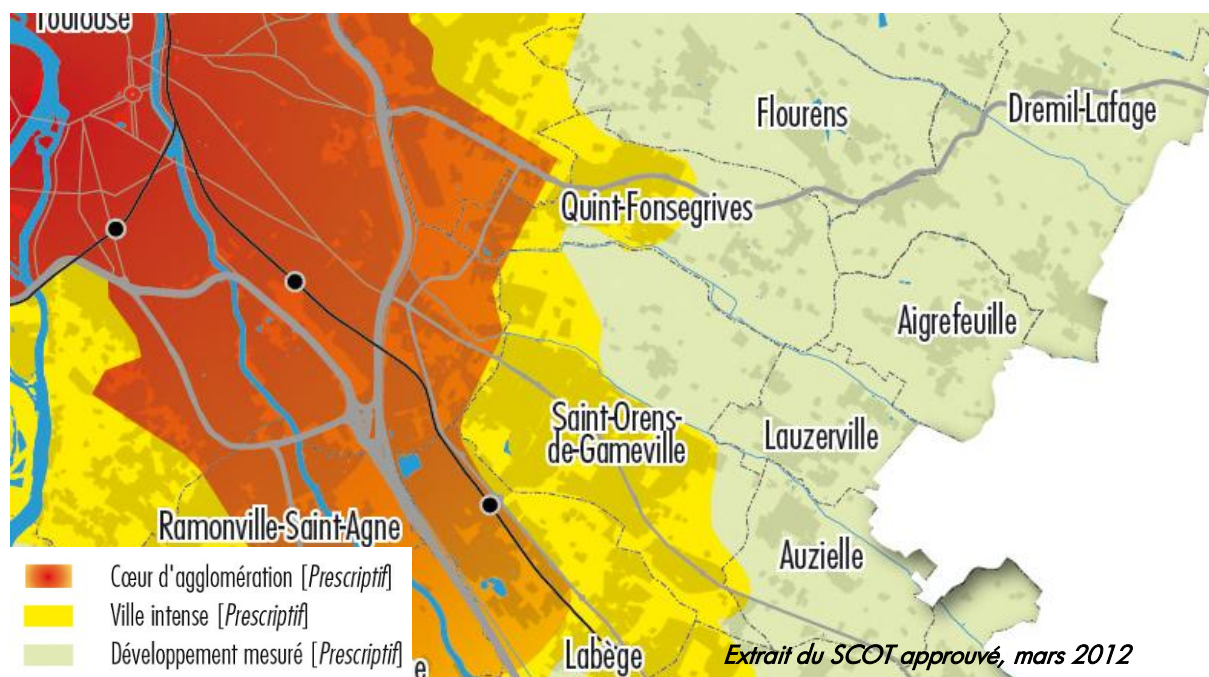 Toulouse
Flourens
Dremil-Lafage
Quint-Fonsegrives
Aigrefeuille
Saint-Orens-
de-Gameville
Lauzerville
Ramonville-Saint-Agne
Auzielle
Cœur d'agglomération [Prescriptif]
Ville intense [Prescriptif]
Développement mesuré [Prescriptif]
e
Labège
Extrait du SCOT approuvé, mars 2012